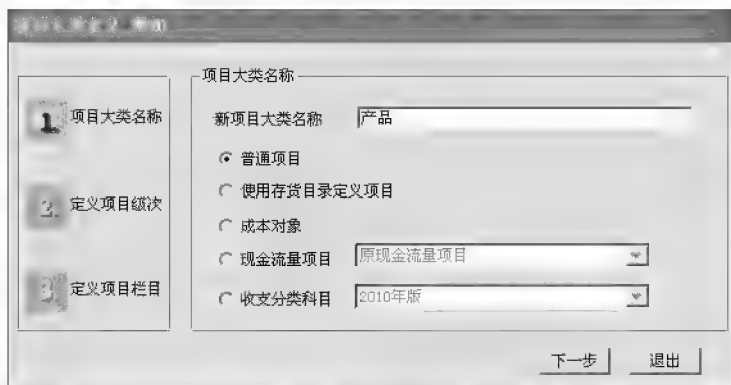 项目大类名称
1 项目大类名称
新项目大类名称 产品
普通项目
使用存货目录定义项目
2. 定义项目级次
成本对象
现金流量项目 原现金流量项目
3. 定义项目栏目
收支分类科目 2010年版
下一步 退出